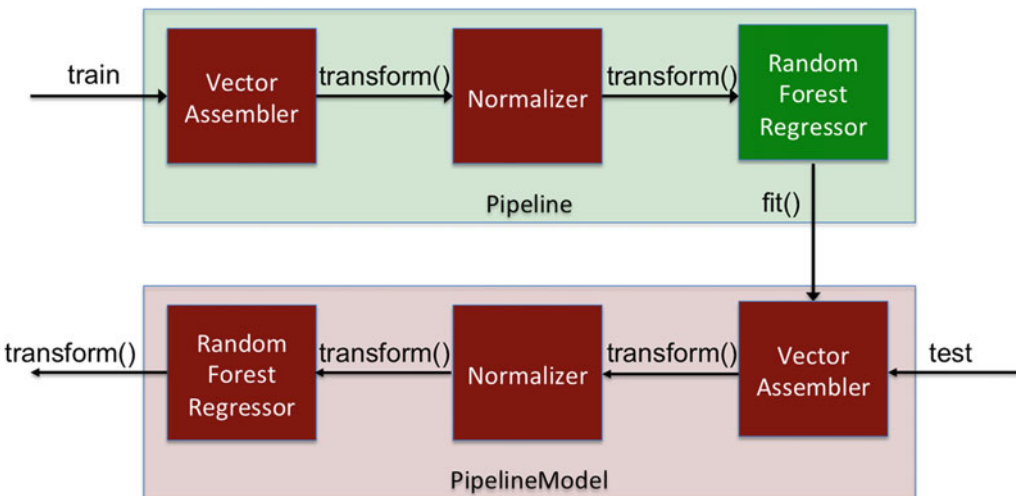 train
Vector
Assembler
transform()
Normalizer
transform()
Random
Forest
Regressor
Pipeline
fit()
transform()
Random
Forest
Regressor
transform()
Normalizer
transform()
Vector
Assembler
test
PipelineModel